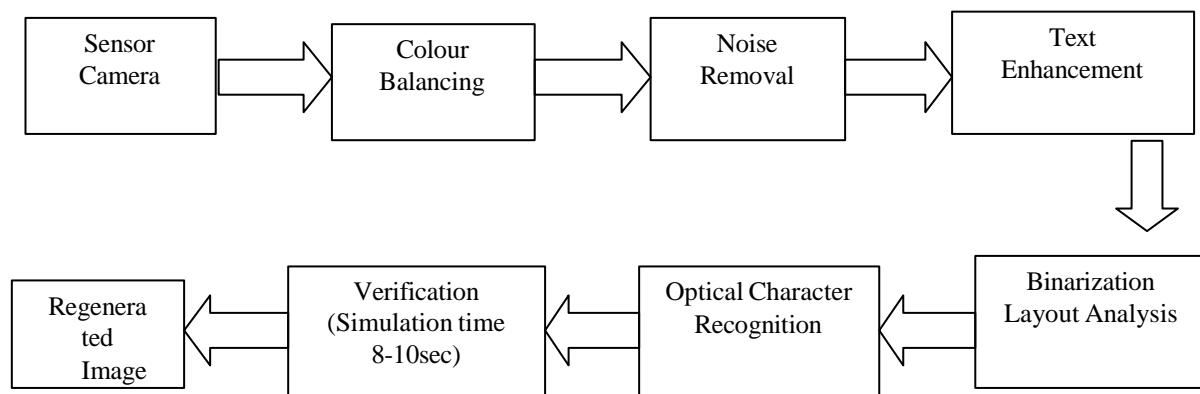 Sensor
Camera
Colour
Balancing
Noise
Removal
Text
Enhancement
Binarization
Layout Analysis
Optical Character
Recognition
Verification
(Simulation time
8-10sec)
Regenera
ted
Image